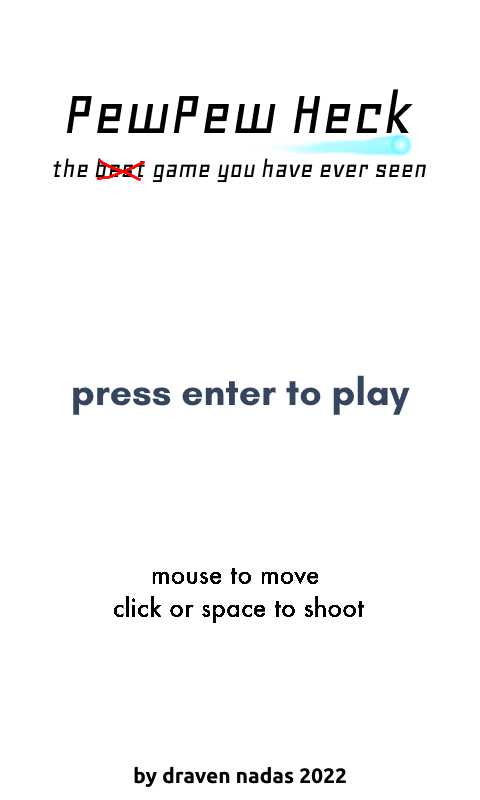 PewPew Heck
the best game you have ever seen
press enter to play
mouse to move
click or space to shoot
by draven nadas 2022